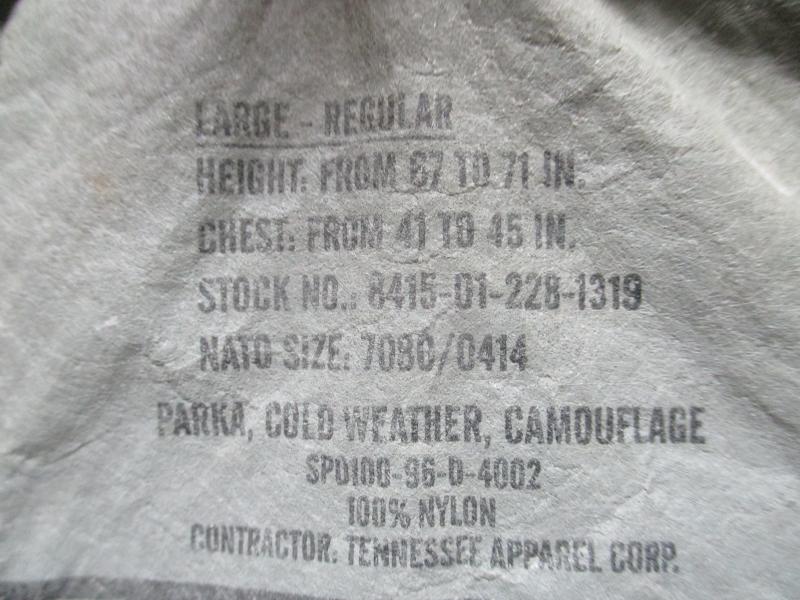 LARGE - REGULAR
HEIGHT: FROM 67 TO 71 IN.
CHEST: FROM 41 TO 45 IN.
STOCK NO.: 8415-01-228-1319
NATO SIZE: 7080/0414
PARKA, COLD WEATHER, CAMOUFLAGE
SPO100-96-D-4002
100% NYLON
CONTRACTOR: TENNESSEE APPAREL CORP.